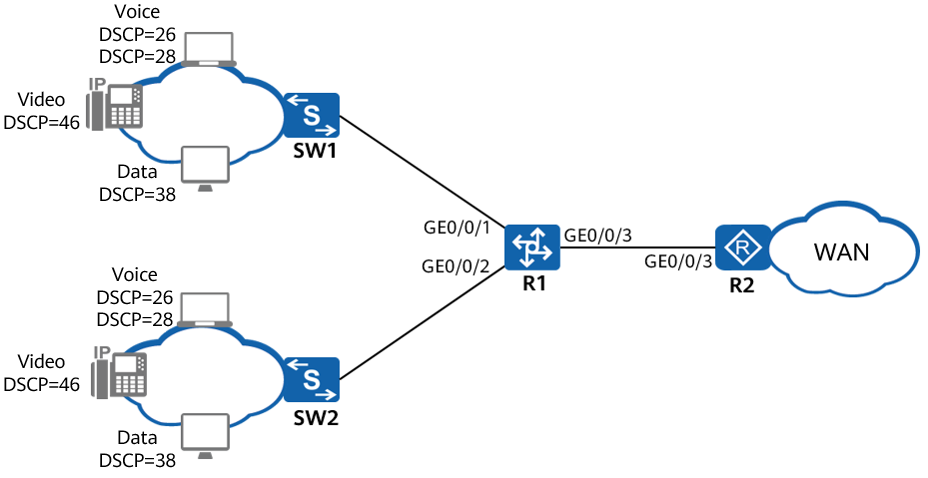 Voice
DSCP=26
DSCP=28
IP
Video
DSCP=46
S
SW1
Data
DSCP=38
GE0/0/1
GE0/0/3
GE0/0/2
R1
GE0/0/3
R
R2
WAN
Voice
DSCP=26
DSCP=28
IP
Video
DSCP=46
S
SW2
Data
DSCP=38